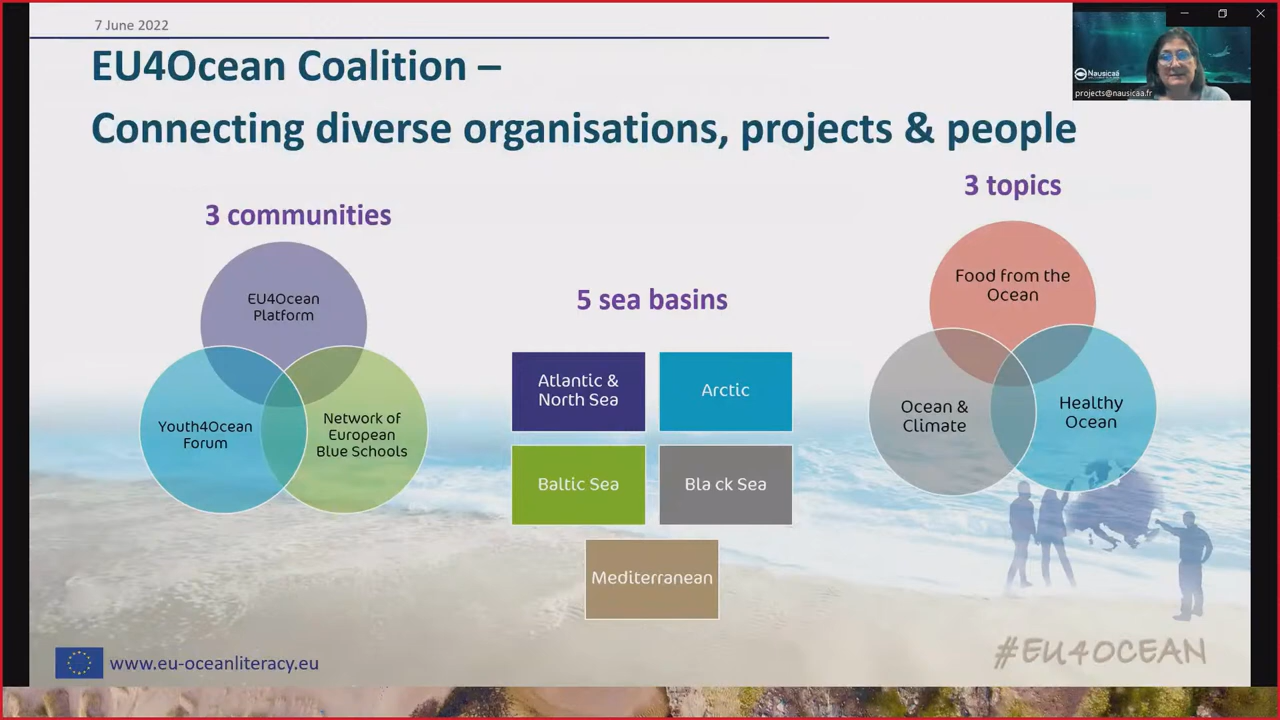 7 June 2022
EU4Ocean Coalition –
Connecting diverse organisations, projects & people
Nausicaá
projects@nausicaa.fr
3 communities
EU4Ocean
Platform
Youth4Ocean
Forum
Network of
European
Blue Schools
5 sea basins
Atlantic &
North Sea
Arctic
Baltic Sea
Bla ck Sea
Mediterranean
3 topics
Food from the
Ocean
Ocean &
Climate
Healthy
Ocean
www.eu-oceanliteracy.eu
#EU4OCEAN